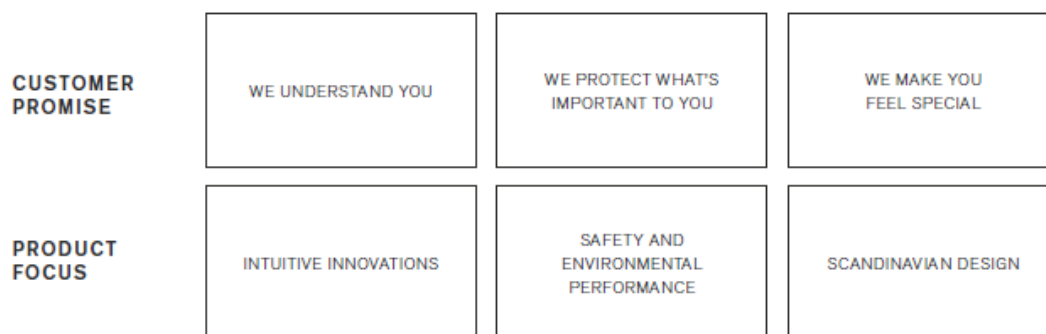 CUSTOMER
PROMISE
WE UNDERSTAND YOU
WE PROTECT WHAT'S
IMPORTANT TO YOU
WE MAKE YOU
FEEL SPECIAL
PRODUCT
FOCUS
INTUITIVE INNOVATIONS
SAFETY AND
ENVIRONMENTAL
PERFORMANCE
SCANDINAVIAN DESIGN